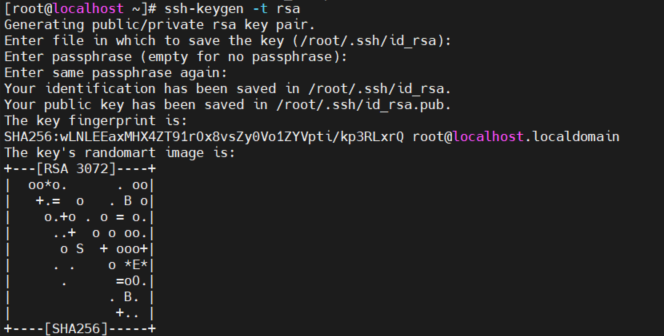 [root@localhost ~]# ssh-keygen -t rsa
Generating public/private rsa key pair.
Enter file in which to save the key (/root/.ssh/id_rsa):
Enter passphrase (empty for no passphrase):
Enter same passphrase again:
Your identification has been saved in /root/.ssh/id_rsa.
Your public key has been saved in /root/.ssh/id_rsa.pub.
The key fingerprint is:
SHA256:wLNLEEaxMHX4ZT91rOx8vsZy0Vo1ZYVpti/kp3RLxrQ root@localhost.localdomain
The key's randomart image is:
+---[RSA 3072]----+
|  oo*o.      . oo|
|   +.=  o   . B o|
|    o.+o . o = o.|
|     ..+  o o oo.|
|      o S  + ooo+|
|     . .    o *E*|
|      .      =oO.|
|            . B. |
|             +.. |
+----[SHA256]-----+